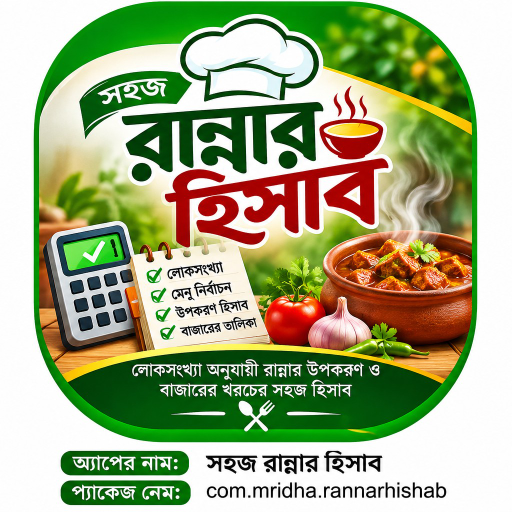 সহজ
রান্নার
হিসাব
লোকসংখ্যা
মেনু নির্বাচন
উপকরণ হিসাব
বাজারের তালিকা
লোকসংখ্যা অনুযায়ী রান্নার উপকরণ ও
বাজারের খরচের সহজ হিসাব
অ্যাপের নাম: সহজ রান্নার হিসাব
প্যাকেজ নেম: com.mridha.rannarhishab